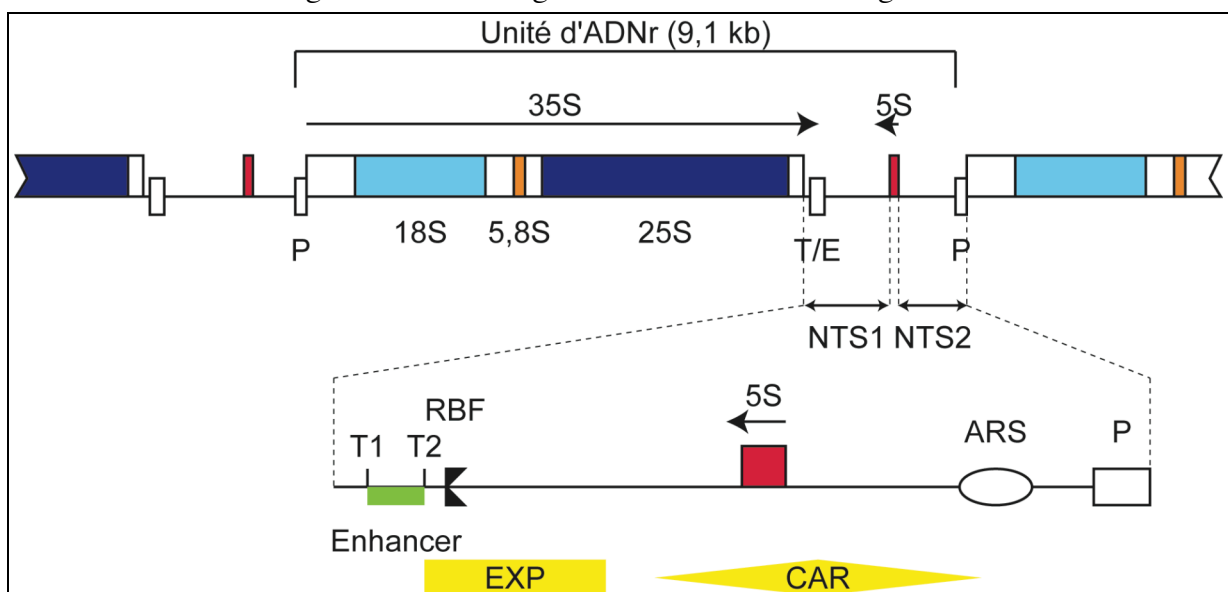 Unité d'ADNr (9,1 kb)
35S 5S
P 18S 5,8S 25S T/E P
NTS1 NTS2
RBF 5S ARS P
T1 T2
Enhancer
EXP CAR